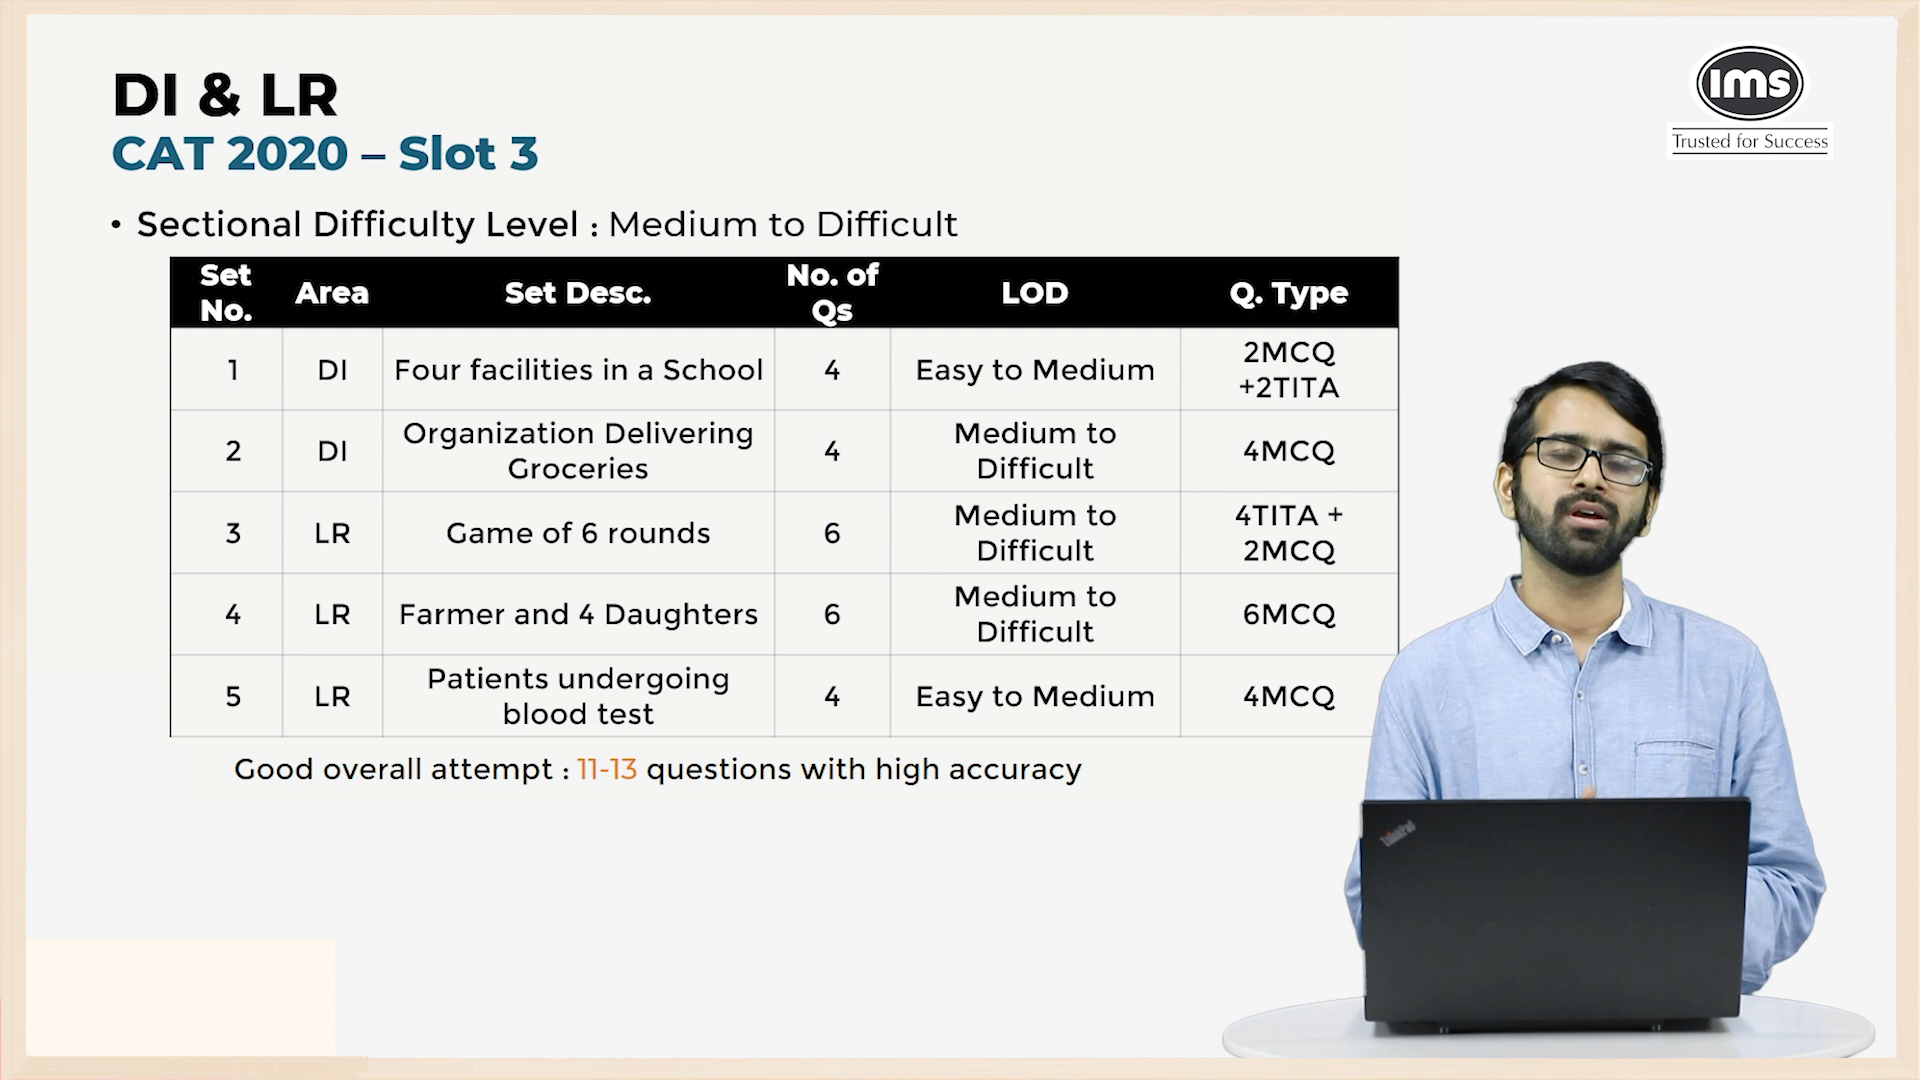 DI & LR
CAT 2020 – Slot 3
ims
Trusted for Success
• Sectional Difficulty Level : Medium to Difficult
Set No. Area Set Desc. No. of Qs LOD Q. Type
1 DI Four facilities in a School 4 Easy to Medium 2MCQ +2TITA
2 DI Organization Delivering Groceries 4 Medium to Difficult 4MCQ
3 LR Game of 6 rounds 6 Medium to Difficult 4TITA + 2MCQ
4 LR Farmer and 4 Daughters 6 Medium to Difficult 6MCQ
5 LR Patients undergoing blood test 4 Easy to Medium 4MCQ
Good overall attempt : 11-13 questions with high accuracy
ThinkPad